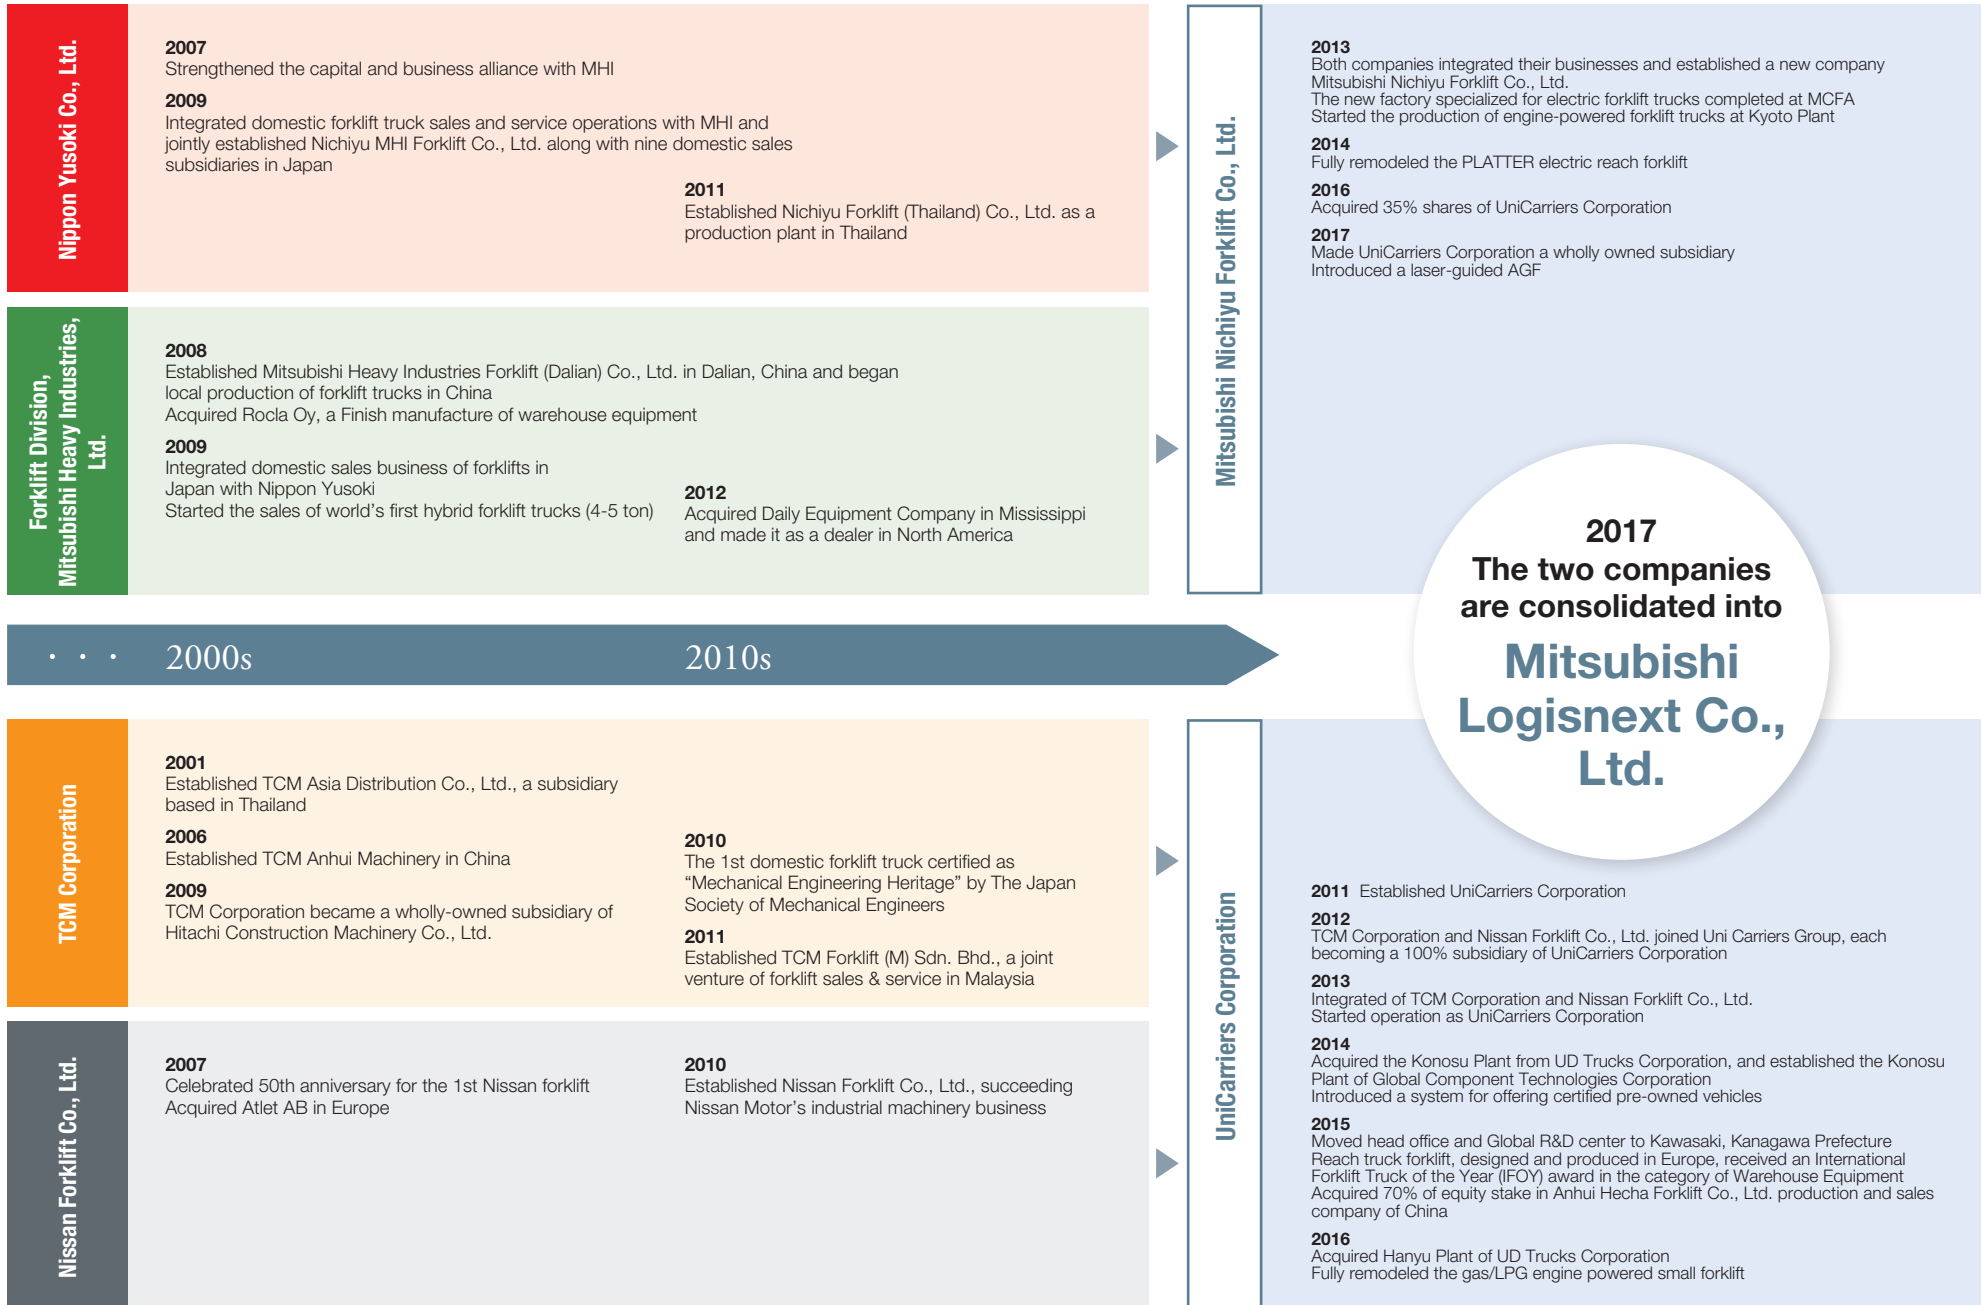 Nippon Yusoki Co., Ltd.
2007
Strengthened the capital and business alliance with MHI
2009
Integrated domestic forklift truck sales and service operations with MHI and
jointly established Nichiyu MHI Forklift Co., Ltd. along with nine domestic sales
subsidiaries in Japan
2011
Established Nichiyu Forklift (Thailand) Co., Ltd. as a
production plant in Thailand
Forklift Division,
Mitsubishi Heavy Industries,
Ltd.
2008
Established Mitsubishi Heavy Industries Forklift (Dalian) Co., Ltd. in Dalian, China and began
local production of forklift trucks in China
Acquired Rocla Oy, a Finish manufacture of warehouse equipment
2009
Integrated domestic sales business of forklifts in
Japan with Nippon Yusoki
Started the sales of world's first hybrid forklift trucks (4-5 ton)
2012
Acquired Daily Equipment Company in Mississippi
and made it as a dealer in North America
Mitsubishi Nichiyu Forklift Co., Ltd.
2013
Both companies integrated their businesses and established a new company
Mitsubishi Nichiyu Forklift Co., Ltd.
The new factory specialized for electric forklift trucks completed at MCFA
Started the production of engine-powered forklift trucks at Kyoto Plant
2014
Fully remodeled the PLATTER electric reach forklift
2016
Acquired 35% shares of UniCarriers Corporation
2017
Made UniCarriers Corporation a wholly owned subsidiary
Introduced a laser-guided AGF
· · · 2000s 2010s
2017
The two companies
are consolidated into
Mitsubishi
Logisnext Co.,
Ltd.
TCM Corporation
2001
Established TCM Asia Distribution Co., Ltd., a subsidiary
based in Thailand
2006
Established TCM Anhui Machinery in China
2009
TCM Corporation became a wholly-owned subsidiary of
Hitachi Construction Machinery Co., Ltd.
2010
The 1st domestic forklift truck certified as
“Mechanical Engineering Heritage” by The Japan
Society of Mechanical Engineers
2011
Established TCM Forklift (M) Sdn. Bhd., a joint
venture of forklift sales & service in Malaysia
Nissan Forklift Co., Ltd.
2007
Celebrated 50th anniversary for the 1st Nissan forklift
Acquired Atlet AB in Europe
2010
Established Nissan Forklift Co., Ltd., succeeding
Nissan Motor's industrial machinery business
UniCarriers Corporation
2011 Established UniCarriers Corporation
2012
TCM Corporation and Nissan Forklift Co., Ltd. joined Uni Carriers Group, each
becoming a 100% subsidiary of UniCarriers Corporation
2013
Integrated of TCM Corporation and Nissan Forklift Co., Ltd.
Started operation as UniCarriers Corporation
2014
Acquired the Konosu Plant from UD Trucks Corporation, and established the Konosu
Plant of Global Component Technologies Corporation
Introduced a system for offering certified pre-owned vehicles
2015
Moved head office and Global R&D center to Kawasaki, Kanagawa Prefecture
Reach truck forklift, designed and produced in Europe, received an International
Forklift Truck of the Year (IFOY) award in the category of Warehouse Equipment
Acquired 70% of equity stake in Anhui Hecha Forklift Co., Ltd. production and sales
company of China
2016
Acquired Hanyu Plant of UD Trucks Corporation
Fully remodeled the gas/LPG engine powered small forklift